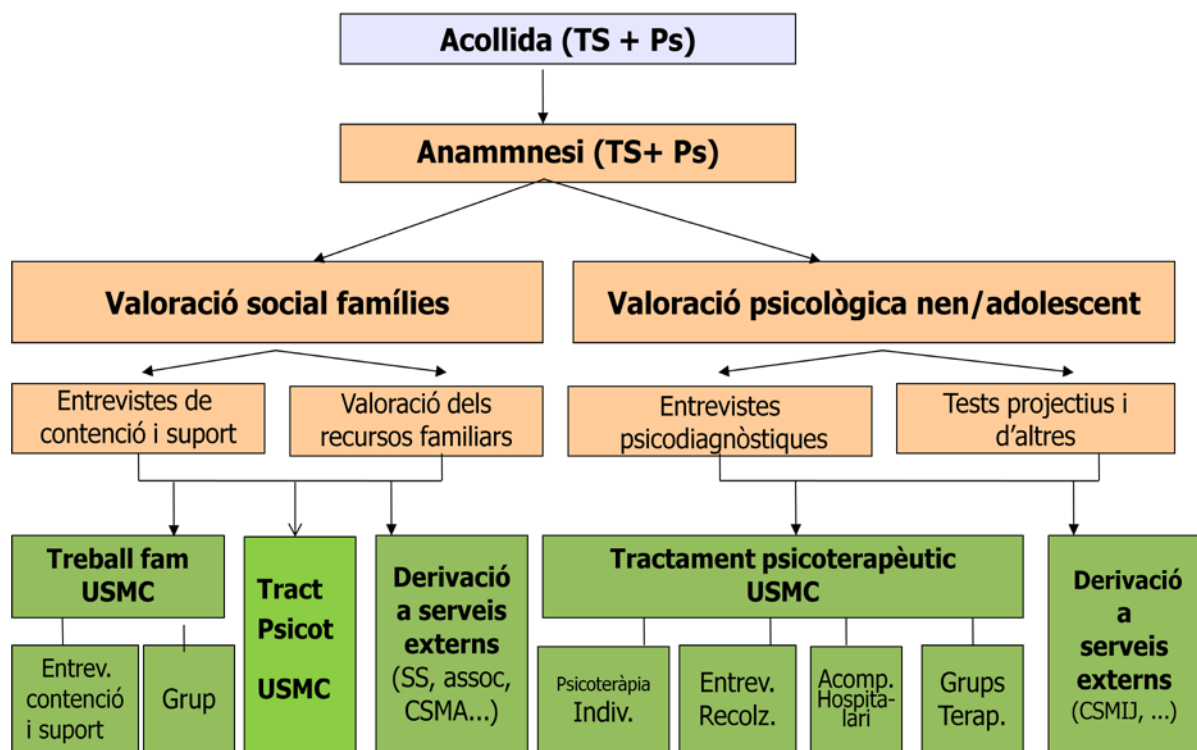 Acollida (TS + Ps)
Anammnesi (TS+ Ps)
Valoració social famílies
Valoració psicològica nen/adolescent
Entrevistes de
contenció i suport
Valoració dels
recursos familiars
Entrevistes
psicodiagnòstiques
Tests projectius i
d'altres
Treball fam
USMC
Entrev.
contenció
i suport
Grup
Tract
Psicot
USMC
Derivació
a serveis
externs
(SS, assoc,
CSMA...)
Tractament psicoterapèutic
USMC
Psicoteràpia
Indiv.
Entrev.
Recolz.
Acomp.
Hospita-
lari
Grups
Terap.
Derivació
a
serveis
externs
(CSMIJ, ...)